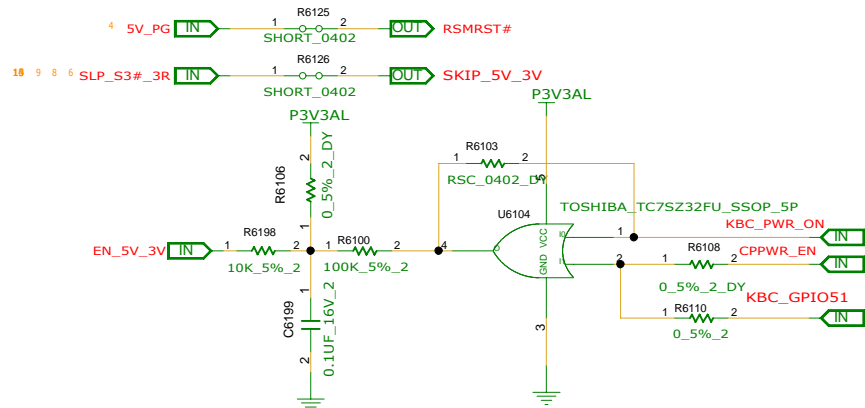 R6125
4 5V_PG IN 1 2 OUT RSMRST#
SHORT_0402
R6126
9 8 6 SLP_S3#_3R IN 1 2 OUT SKIP_5V_3V
SHORT_0402
P3V3AL
P3V3AL
R6106
2
1
0_5%_2_DY
R6103
1 2
RSC_0402_DY
5
U6104
TOSHIBA_TC7SZ32FU_SSOP_5P
VCC
GND
KBC_PWR_ON
1 IN
EN_5V_3V IN 1 R6198 2
10K_5%_2
1 R6100 2
100K_5%_2
4
R6108
CPPWR_EN
2 1 2 IN
0_5%_2_DY
KBC_GPIO51
R6110
1 2 IN
0_5%_2
C6199
1
2
0.1UF_16V_2
3